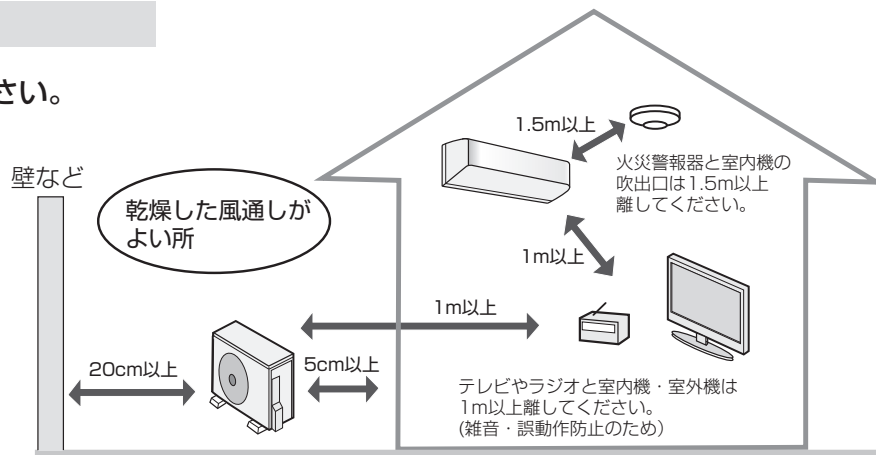 さい。
壁など
乾燥した風通しが
よい所
1.5m以上
火災警報器と室内機の
吹出口は1.5m以上
離してください。
1m以上
1m以上
20cm以上
5cm以上
テレビやラジオと室内機・室外機は
1m以上離してください。
(雑音・誤動作防止のため)